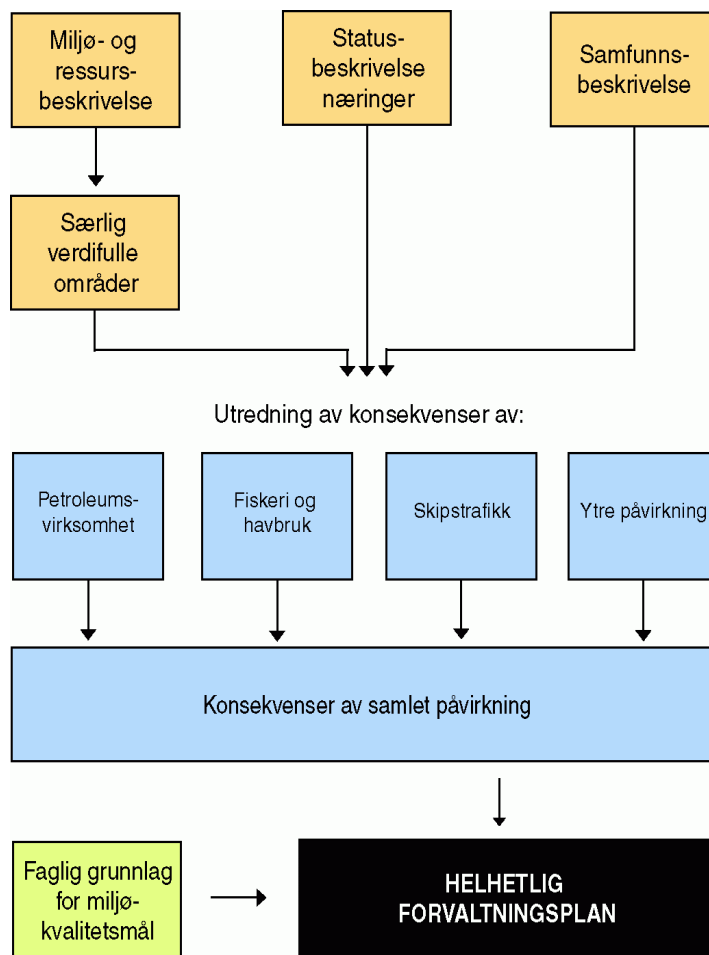 Miljø- og
ressurs-
beskrivelse
Status-
beskrivelse
næringer
Samfunns-
beskrivelse
Særlig
verdifulle
områder
Utredning av konsekvenser av:
Petroleums-
virksomhet
Fiskeri og
havbruk
Skipstrafikk
Ytre påvirkning
Konsekvenser av samlet påvirkning
Faglig grunnlag
for miljø-
kvalitetsmål
HELHETLIG
FORVALTNINGSPLAN